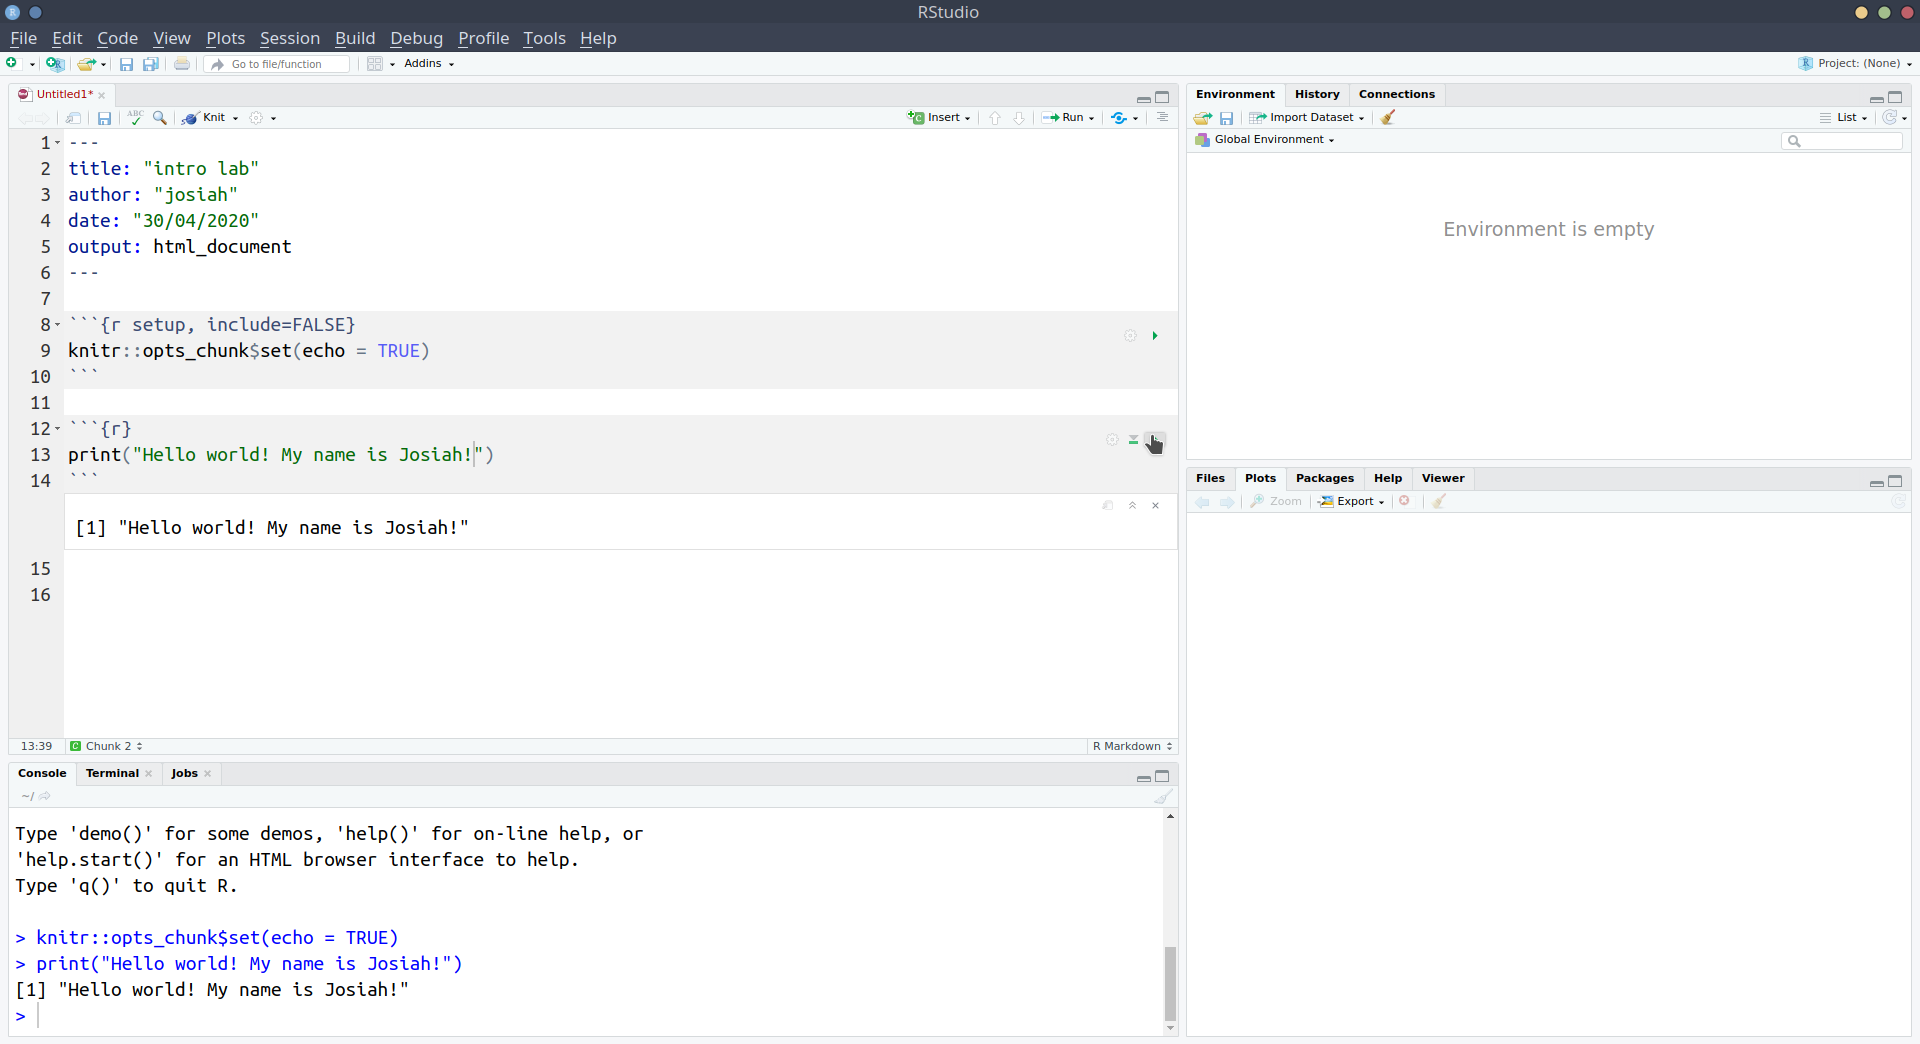 RStudio
File Edit Code View Plots Session Build Debug Profile Tools Help
Go to file/function Addins Project: (None)
Untitled1*
ABC Knit Insert Run
1 ---
2 title: "intro lab"
3 author: "josiah"
4 date: "30/04/2020"
5 output: html_document
6 ---
7
8 ```{r setup, include=FALSE}
9 knitr::opts_chunk$set(echo = TRUE)
10 ```
11
12 ```{r}
13 print("Hello world! My name is Josiah!")
14 ```
[1] "Hello world! My name is Josiah!"
15
16
13:39 C Chunk 2 R Markdown
Console Terminal Jobs
~/
Type 'demo()' for some demos, 'help()' for on-line help, or
'help.start()' for an HTML browser interface to help.
Type 'q()' to quit R.
> knitr::opts_chunk$set(echo = TRUE)
> print("Hello world! My name is Josiah!")
[1] "Hello world! My name is Josiah!"
>
Environment History Connections
Import Dataset List
Global Environment
Environment is empty
Files Plots Packages Help Viewer
Zoom Export